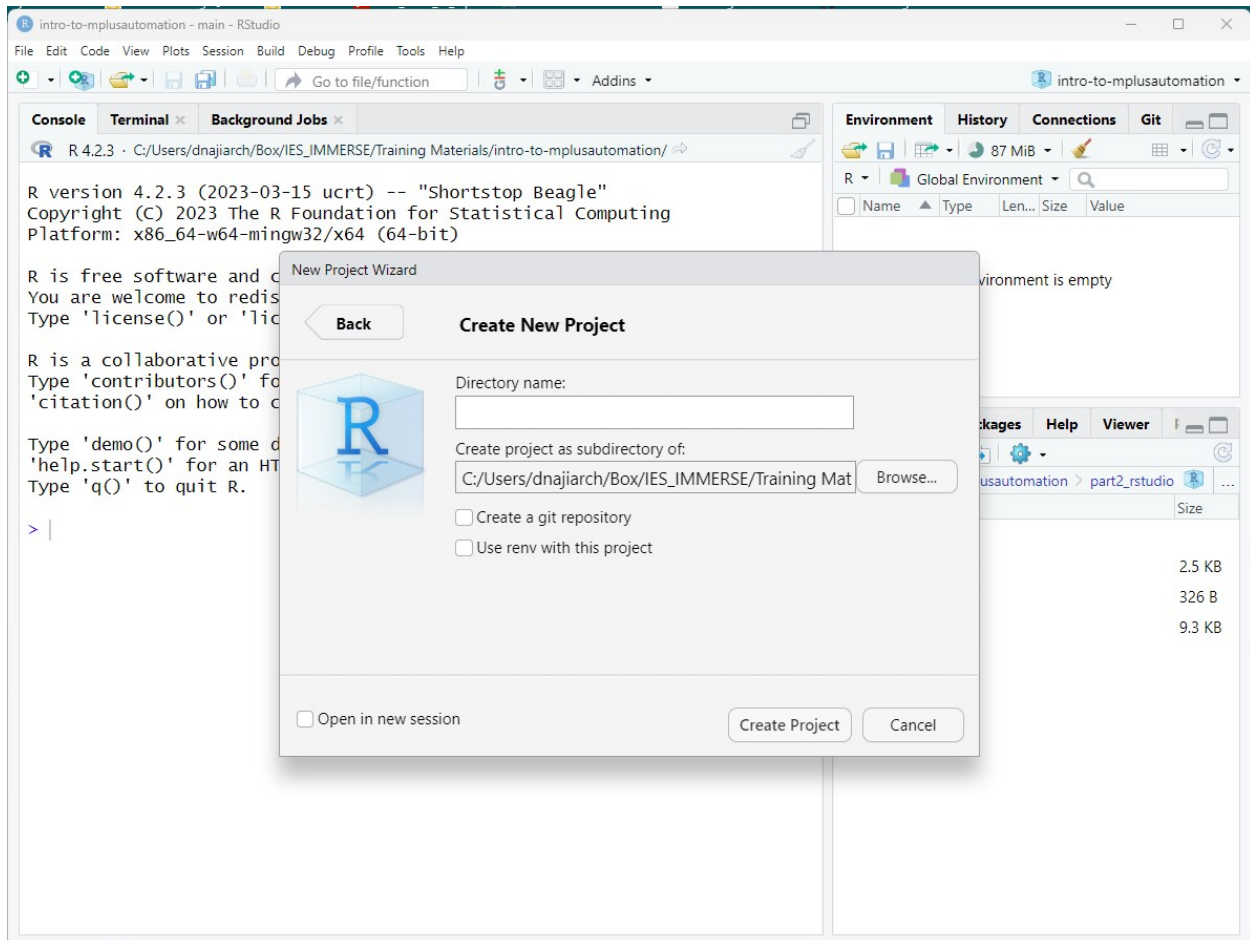 intro-to-mplusautomation - main - RStudio
File Edit Code View Plots Session Build Debug Profile Tools Help
Go to file/function
Addins
intro-to-mplusautomation
Console Terminal Background Jobs
R 4.2.3 · C:/Users/dnajiarch/Box/IES_IMMERSE/Training Materials/intro-to-mplusautomation/
R version 4.2.3 (2023-03-15 ucrt) -- "Shortstop Beagle"
Copyright (C) 2023 The R Foundation for Statistical Computing
Platform: x86_64-w64-mingw32/x64 (64-bit)
R is free software and c
You are welcome to redis
Type 'license()' or 'lic
R is a collaborative pro
Type 'contributors()' fo
'citation()' on how to c
Type 'demo()' for some d
'help.start()' for an HT
Type 'q()' to quit R.
>
New Project Wizard
Back
Create New Project
R
Directory name:
Create project as subdirectory of:
C:/Users/dnajiarch/Box/IES_IMMERSE/Training Mat
Browse...
Create a git repository
Use renv with this project
Open in new session
Create Project
Cancel
Environment History Connections Git
87 MiB
R Global Environment
Name Type Len... Size Value
vironment is empty
ckages Help Viewer
usautomation > part2_rstudio ...
Size
2.5 KB
326 B
9.3 KB